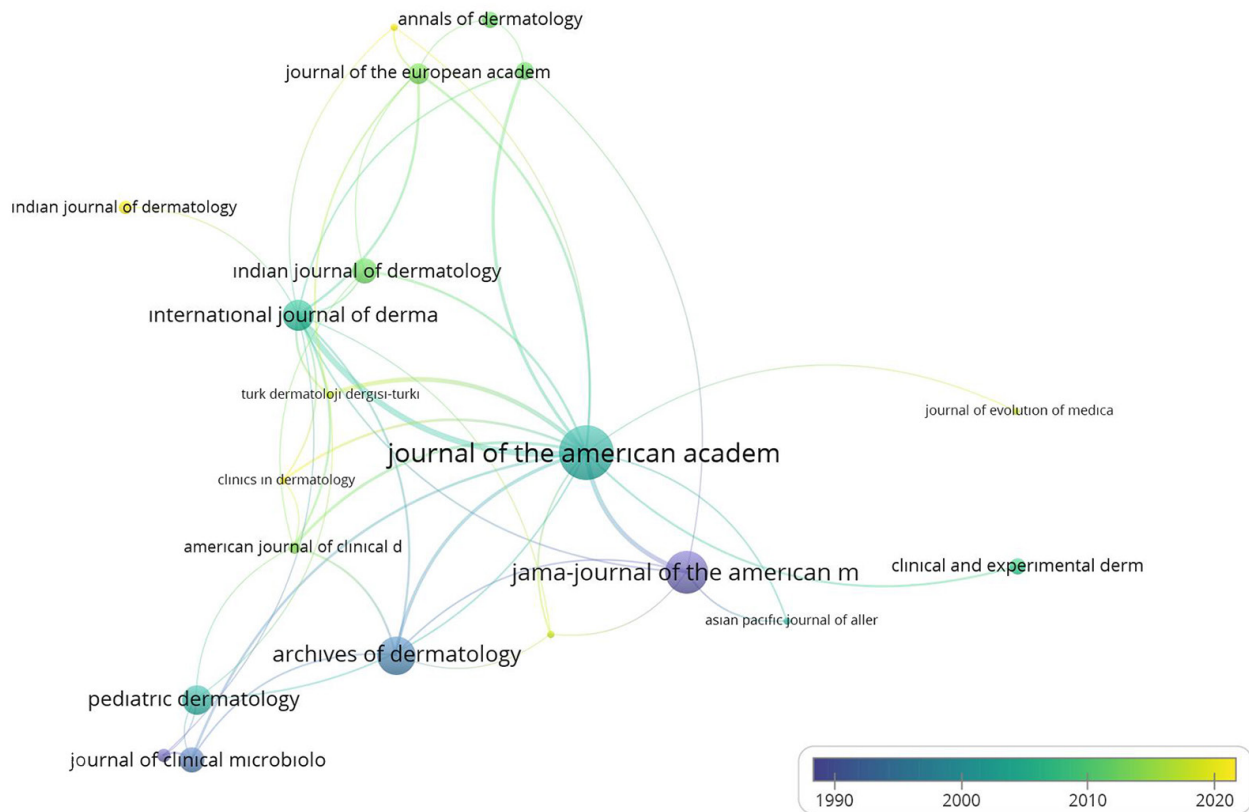 annals of dermatology
journal of the european academ
ındıan journal of dermatology
ındıan journal of dermatology
ınternatıonal journal of derma
turk dermatolojı dergısı-turkı
journal of evolutıon of medıca
journal of the amerıcan academ
clınıcs ın dermatology
amerıcan journal of clınıcal d
jama-journal of the amerıcan m
clınıcal and experımental derm
asıan pacıfıc journal of aller
archıves of dermatology
pedıatrıc dermatology
journal of clınıcal mıcrobıolo
1990 2000 2010 2020